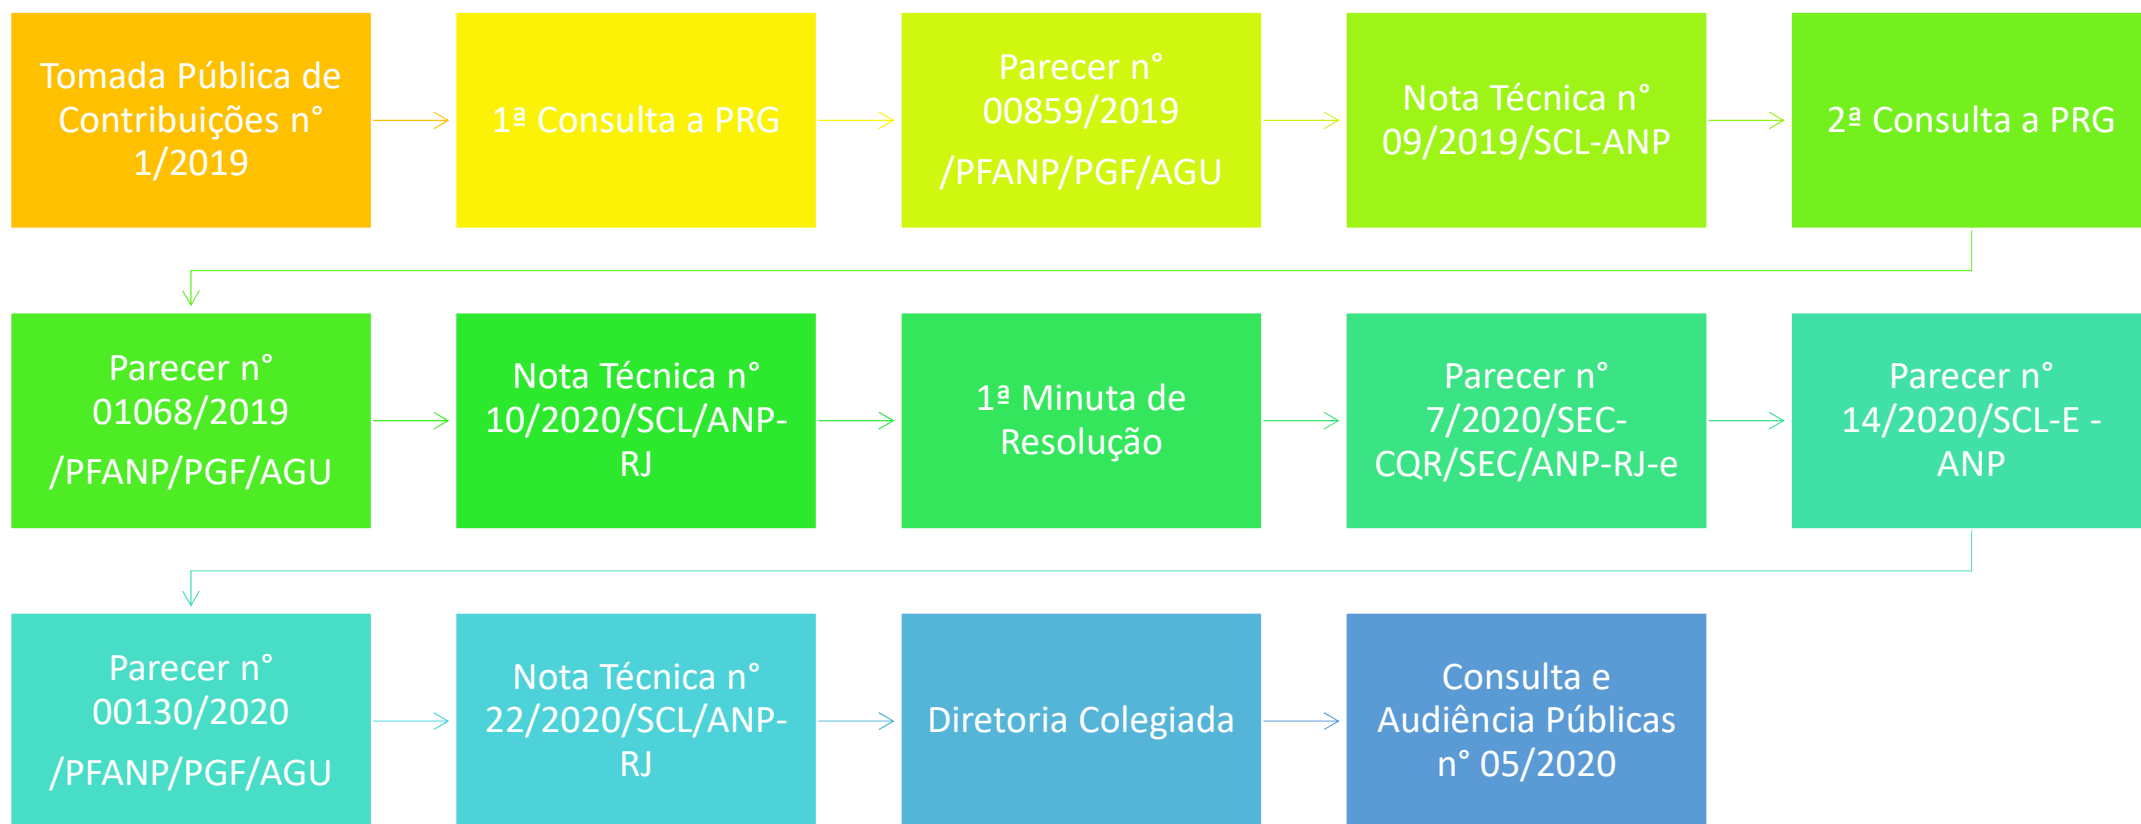 Tomada Pública de
Contribuições n°
1/2019
1ª Consulta a PRG
Parecer n°
00859/2019
/PFANP/PGF/AGU
Nota Técnica n°
09/2019/SCL-ANP
2ª Consulta a PRG
Parecer n°
01068/2019
/PFANP/PGF/AGU
Nota Técnica n°
10/2020/SCL/ANP-
RJ
1ª Minuta de
Resolução
Parecer n°
7/2020/SEC-
CQR/SEC/ANP-RJ-e
Parecer n°
14/2020/SCL-E -
ANP
Parecer n°
00130/2020
/PFANP/PGF/AGU
Nota Técnica n°
22/2020/SCL/ANP-
RJ
Diretoria Colegiada
Consulta e
Audiência Públicas
n° 05/2020